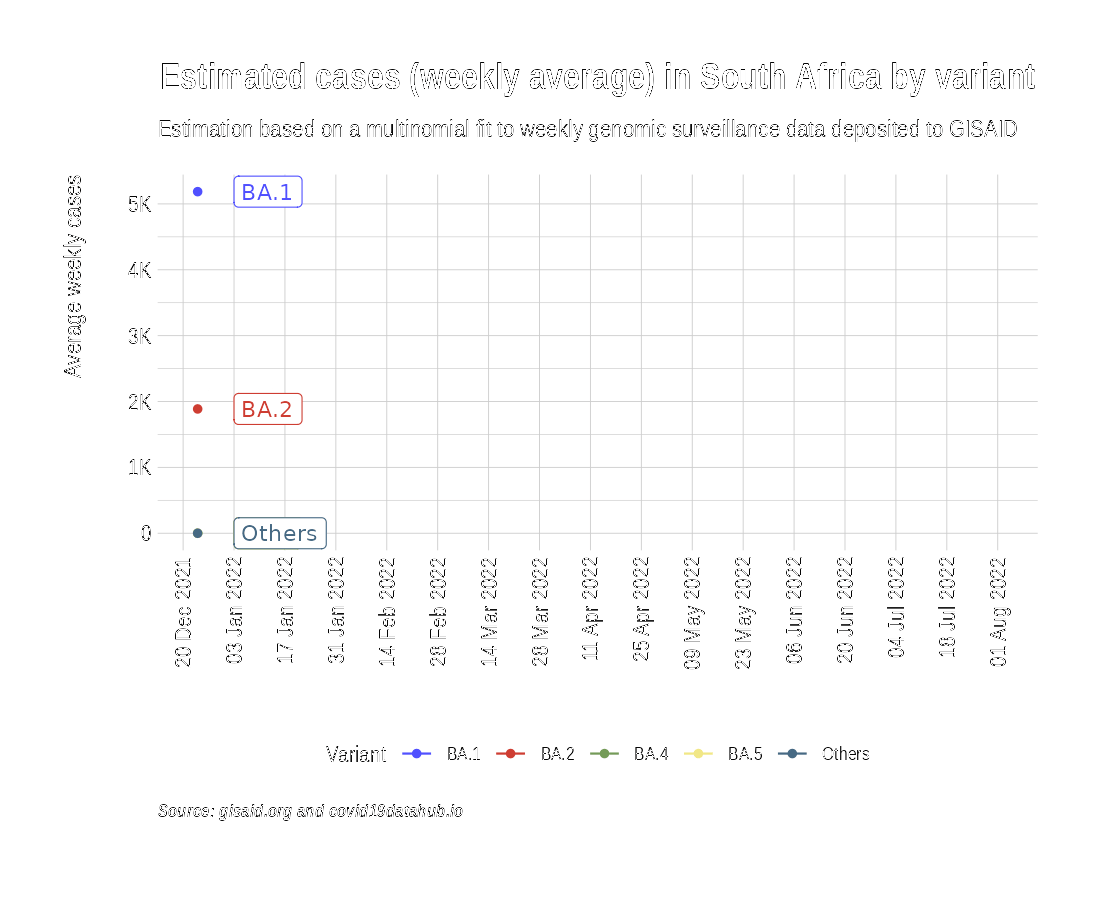 Estimated cases (weekly average) in South Africa by variant
Estimation based on a multinomial fit to weekly genomic surveillance data deposited to GISAID
Average weekly cases
5K
4K
3K
2K
1K
0
BA.1
BA.2
Others
20 Dec 2021
03 Jan 2022
17 Jan 2022
31 Jan 2022
14 Feb 2022
28 Feb 2022
14 Mar 2022
28 Mar 2022
11 Apr 2022
25 Apr 2022
09 May 2022
23 May 2022
06 Jun 2022
20 Jun 2022
04 Jul 2022
18 Jul 2022
01 Aug 2022
Variant BA.1 BA.2 BA.4 BA.5 Others
Source: gisaid.org and covid19datahub.io